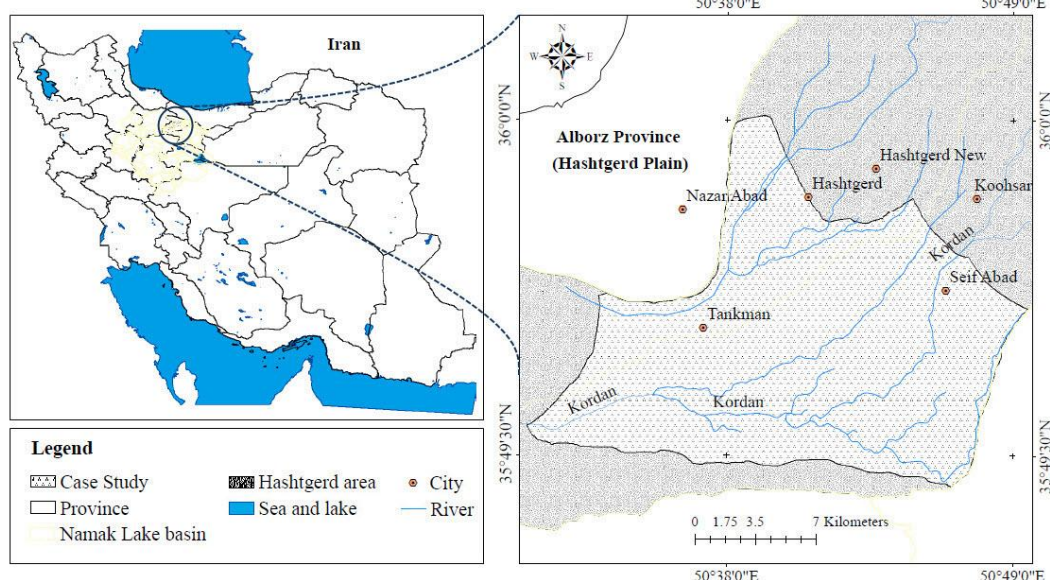 Iran
Legend
Case Study
Hashtgerd area
City
Province
Sea and lake
River
Namak Lake basin
50°38'0"E
50°49'0"E
N
W
E
S
36°0'0"N
36°0'0"N
Alborz Province
(Hashtgerd Plain)
Hashtgerd New
Nazar Abad
Hashtgerd
Koohsar
Kordan
Seif Abad
Tankman
Kordan
Kordan
35°49'30"N
35°49'30"N
0 1.75 3.5 7 Kilometers
50°38'0"E
50°49'0"E